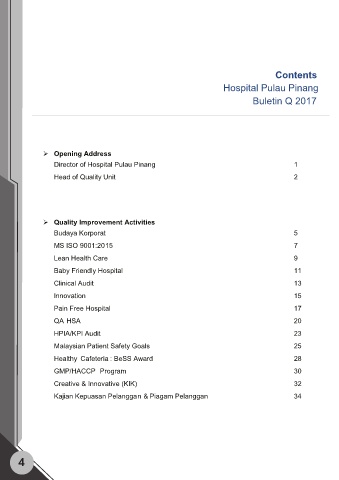 Contents
Hospital Pulau Pinang
Buletin Q 2017
➢ Opening Address
Director of Hospital Pulau Pinang 1
Head of Quality Unit 2
➢ Quality Improvement Activities
Budaya Korporat 5
MS ISO 9001:2015 7
Lean Health Care 9
Baby Friendly Hospital 11
Clinical Audit 13
Innovation 15
Pain Free Hospital 17
QA HSA 20
HPIA/KPI Audit 23
Malaysian Patient Safety Goals 25
Healthy Cafeteria : BeSS Award 28
GMP/HACCP Program 30
Creative & Innovative (KIK) 32
Kajian Kepuasan Pelanggan & Piagam Pelanggan 34
4